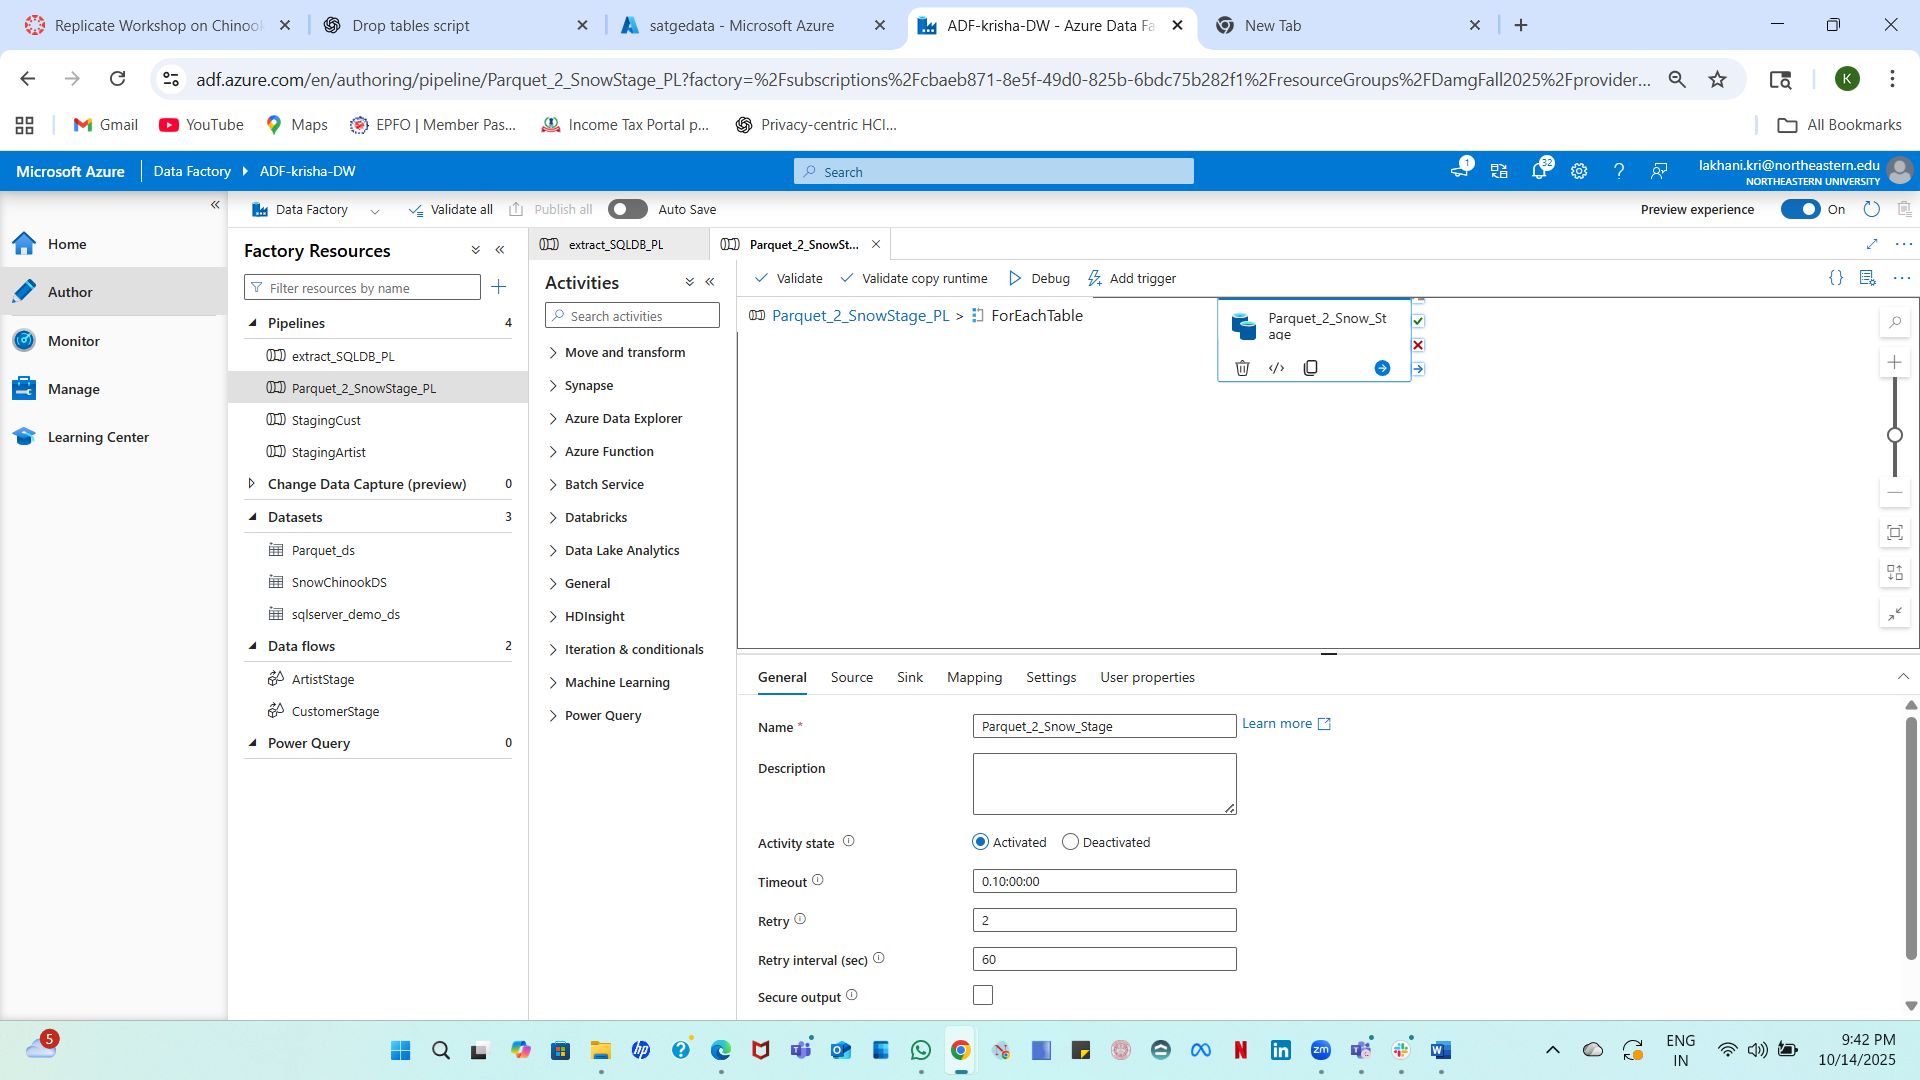 Replicate Workshop on Chinook
Drop tables script
satgedata - Microsoft Azure
ADF-krisha-DW - Azure Data Fa
New Tab
adf.azure.com/en/authoring/pipeline/Parquet_2_SnowStage_PL?factory=%2Fsubscriptions%2Fcbaeb871-8e5f-49d0-825b-6bdc75b282f1%2FresourceGroups%2FDamgFall2025%2Fprovider...
K
Gmail
YouTube
Maps
EPFO | Member Pas...
Income Tax Portal p...
Privacy-centric HCI...
All Bookmarks
Microsoft Azure
Data Factory
ADF-krisha-DW
Search
1
32
lakhani.kri@northeastern.edu
NORTHEASTERN UNIVERSITY
Data Factory
Validate all
Publish all
Auto Save
Preview experience
On
Home
Author
Monitor
Manage
Learning Center
Factory Resources
Filter resources by name
Pipelines 4
extract_SQLDB_PL
Parquet_2_SnowStage_PL
StagingCust
StagingArtist
Change Data Capture (preview) 0
Datasets 3
Parquet_ds
SnowChinookDS
sqlserver_demo_ds
Data flows 2
ArtistStage
CustomerStage
Power Query 0
extract_SQLDB_PL
Parquet_2_SnowSt...
Activities
Search activities
Move and transform
Synapse
Azure Data Explorer
Azure Function
Batch Service
Databricks
Data Lake Analytics
General
HDInsight
Iteration & conditionals
Machine Learning
Power Query
Validate
Validate copy runtime
Debug
Add trigger
Parquet_2_SnowStage_PL > ForEachTable
Parquet_2_Snow_St
age
General
Source
Sink
Mapping
Settings
User properties
Name *
Parquet_2_Snow_Stage
Learn more
Description
Activity state
Activated
Deactivated
Timeout
0.10:00:00
Retry
2
Retry interval (sec)
60
Secure output
5
ENG
IN
9:42 PM
10/14/2025